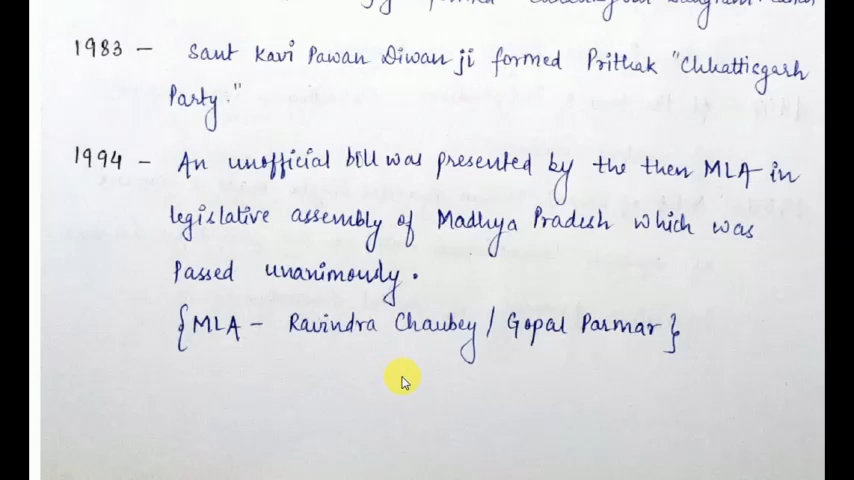 1983 - Sant Kavi Pawan Diwan ji formed Prithak "Chhattisgarh
Party."
1994 - An unofficial bill was presented by the then MLA in
legislative assembly of Madhya Pradesh which was
Passed unanimously.
{MLA - Ravindra Chaubey / Gopal Parmar}